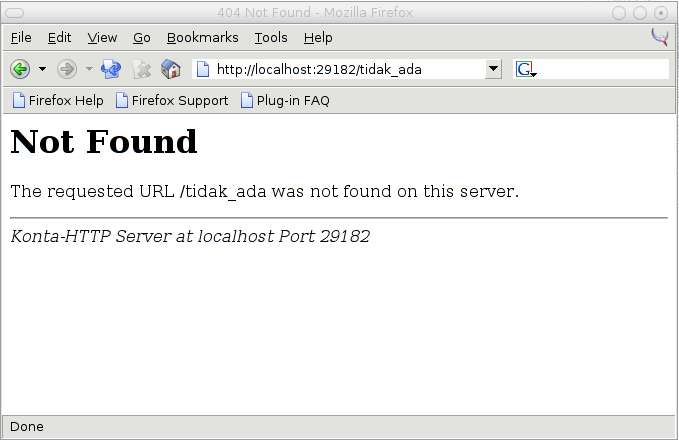 404 Not Found - Mozilla Firefox
File Edit View Go Bookmarks Tools Help
http://localhost:29182/tidak_ada G
Firefox Help Firefox Support Plug-in FAQ
Not Found
The requested URL /tidak_ada was not found on this server.
Konta-HTTP Server at localhost Port 29182
Done